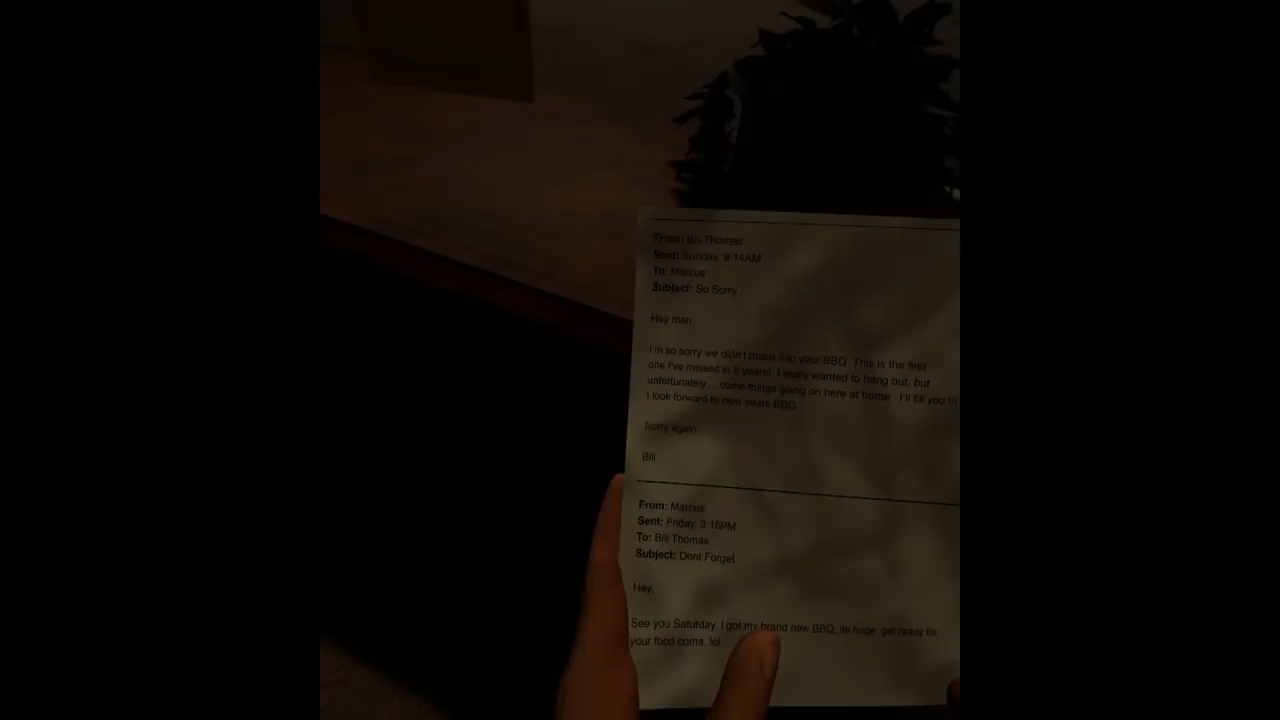 From: Bill Thomas
Sent: Sunday, 9:14AM
To: Marcus
Subject: So Sorry
Hey man
I'm so sorry we didn't make it to your BBQ. This is the first
one I've missed in 9 years! I really wanted to hang out, but
unfortunately... some things going on here at home. I'll fill you in
I look forward to next years BBQ
Sorry again
Bill
From: Marcus
Sent: Friday, 3:16PM
To: Bill Thomas
Subject: Dont Forget
Hey,
See you Saturday. I got my brand new BBQ, its huge. get ready for
your food coma, lol